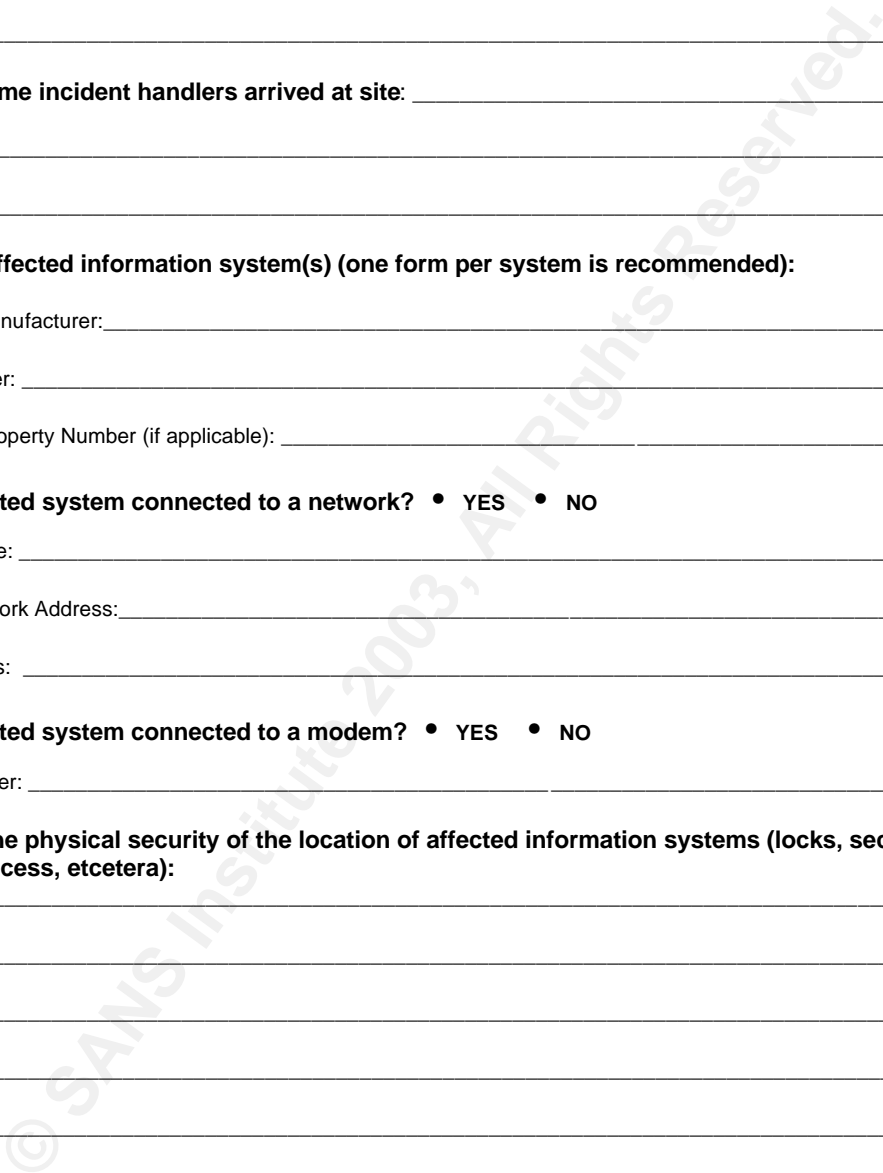 me incident handlers arrived at site:
ffected information system(s) (one form per system is recommended):
nufacturer:
er:
operty Number (if applicable):
ted system connected to a network? • YES • NO
e:
ork Address:
s:
ted system connected to a modem? • YES • NO
er:
he physical security of the location of affected information systems (locks, sec
cess, etcetera):
© SANS Institute 2003, All Rights Reserved.